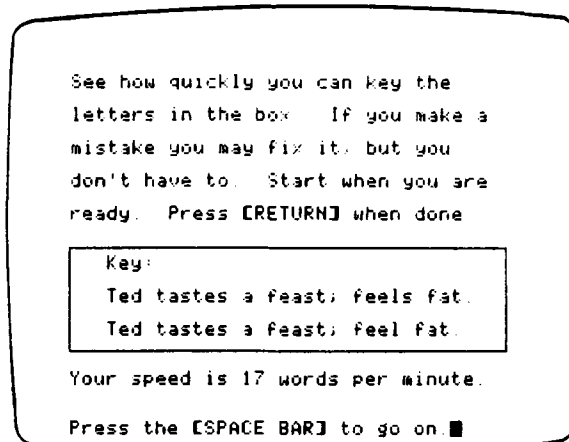 See how quickly you can key the
letters in the box. If you make a
mistake you may fix it, but you
don't have to. Start when you are
ready. Press [RETURN] when done
Key:
Ted tastes a feast; feels fat.
Ted tastes a feast; feel fat.
Your speed is 17 words per minute.
Press the [SPACE BAR] to go on.